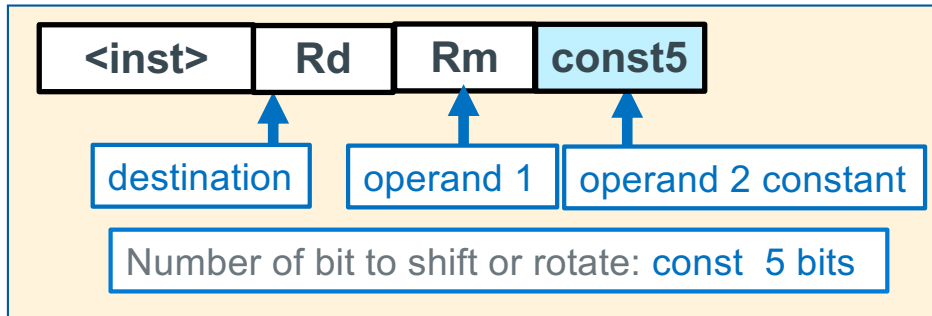 <inst> Rd Rm const5
destination operand 1 operand 2 constant
Number of bit to shift or rotate: const 5 bits